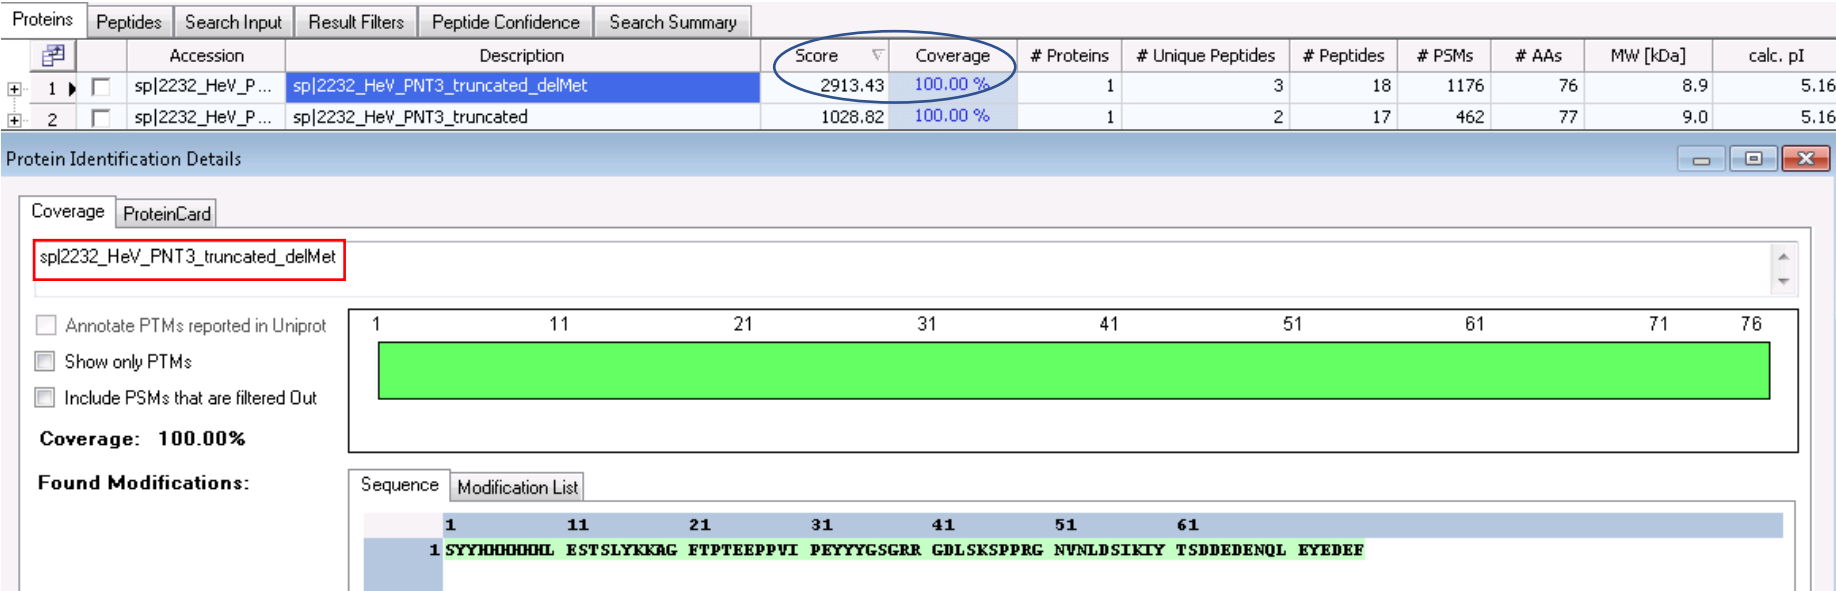 Proteins Peptides Search Input Result Filters Peptide Confidence Search Summary
Accession Description Score Coverage # Proteins # Unique Peptides # Peptides # PSMs # AAs MW [kDa] calc. pI
1 sp|2232_HeV_P... sp|2232_HeV_PNT3_truncated_delMet 2913.43 100.00 % 1 3 18 1176 76 8.9 5.16
2 sp|2232_HeV_P... sp|2232_HeV_PNT3_truncated 1028.82 100.00 % 1 2 17 462 77 9.0 5.16
Protein Identification Details
Coverage ProteinCard
sp|2232_HeV_PNT3_truncated_delMet
Annotate PTMs reported in Uniprot
Show only PTMs
Include PSMs that are filtered Out
Coverage: 100.00%
Found Modifications:
1 11 21 31 41 51 61 71 76
Sequence Modification List
1 11 21 31 41 51 61
1 SYYHHHHHHL ESTSLYKKAG FTPTEEPPVI PEYYYGSGRR GDLSKSPPRG NVNLDSIKIY TSDDEDENQL EYEDEF